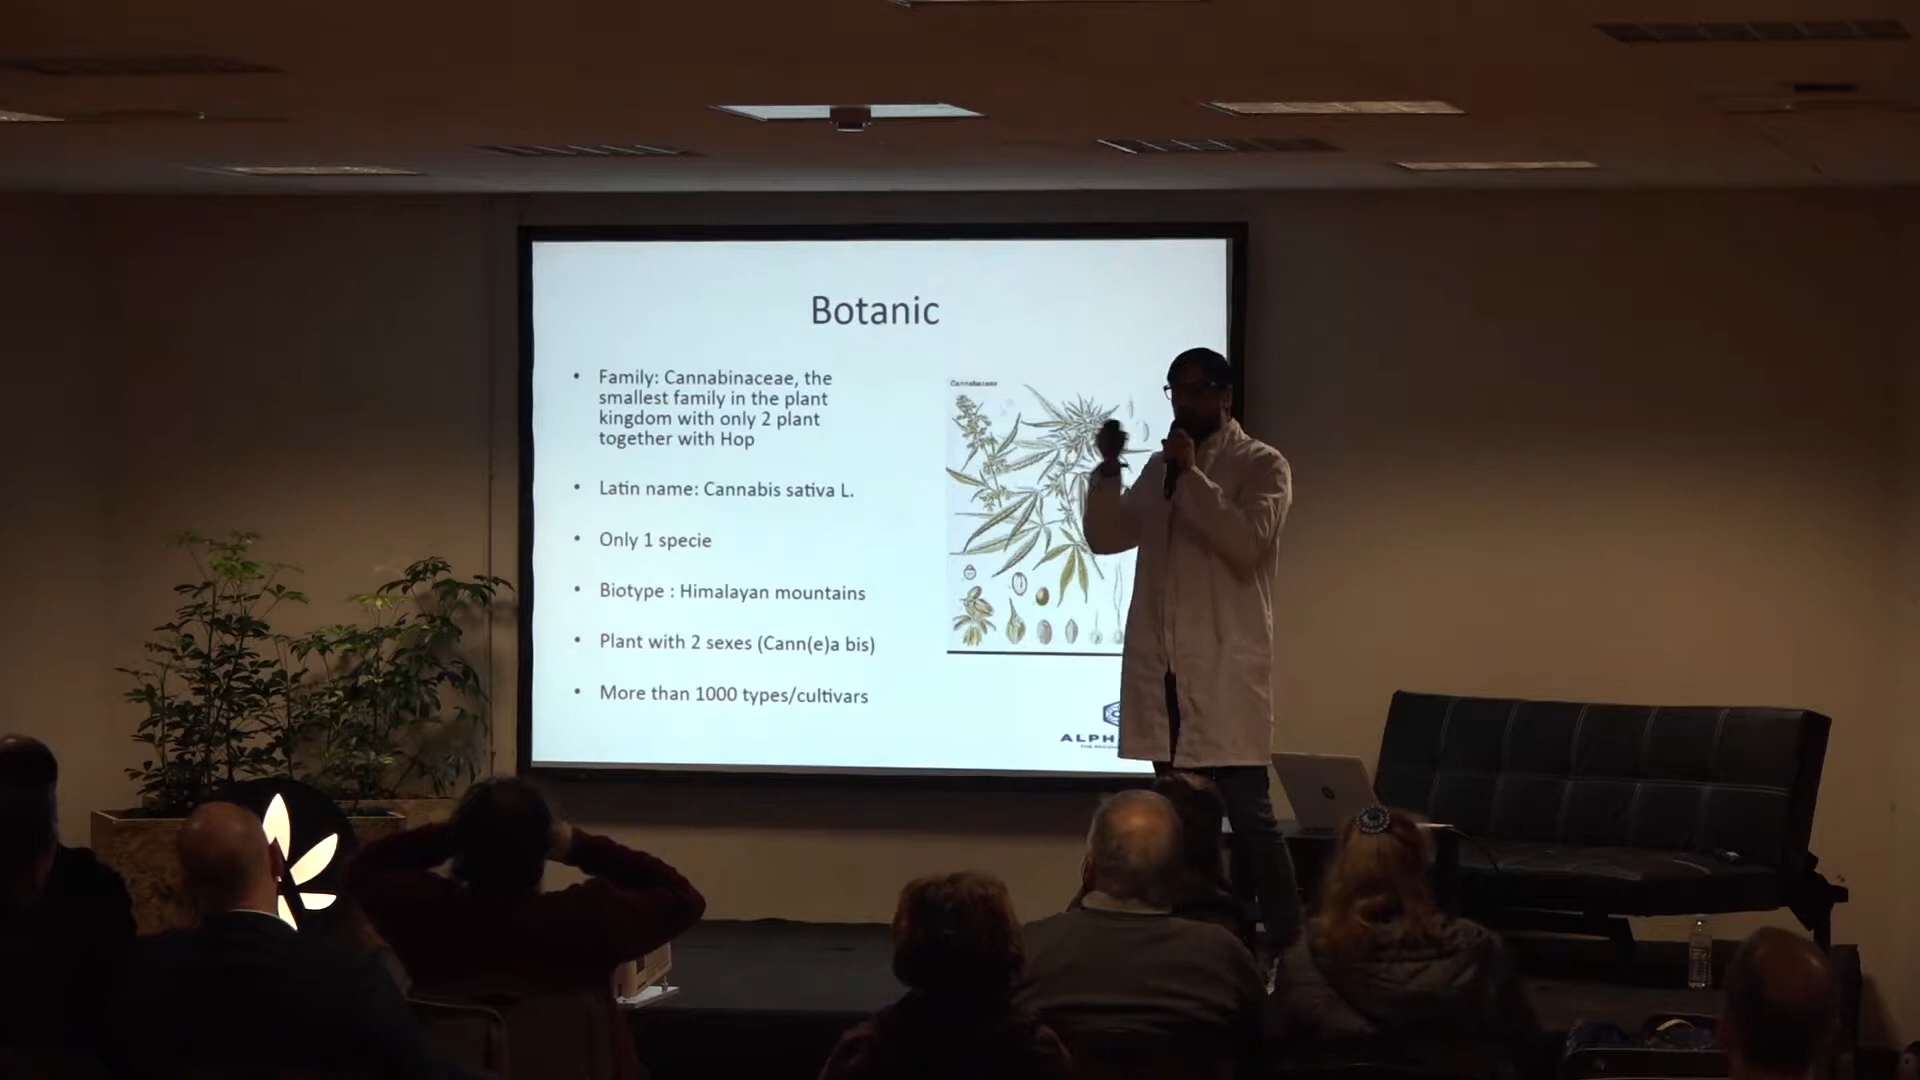 Botanic
• Family: Cannabinaceae, the
smallest family in the plant
kingdom with only 2 plant
together with Hop
• Latin name: Cannabis sativa L.
• Only 1 specie
• Biotype : Himalayan mountains
• Plant with 2 sexes (Cann(e)a bis)
• More than 1000 types/cultivars
Cannabaceae
ALPH